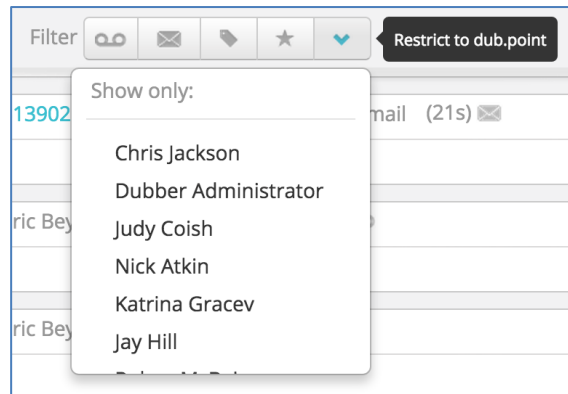 Filter
Restrict to dub.point
Show only:
13902
mail (21s)
Chris Jackson
Dubber Administrator
Judy Coish
ric Bey
Nick Atkin
Katrina Gracev
ric Bey
Jay Hill